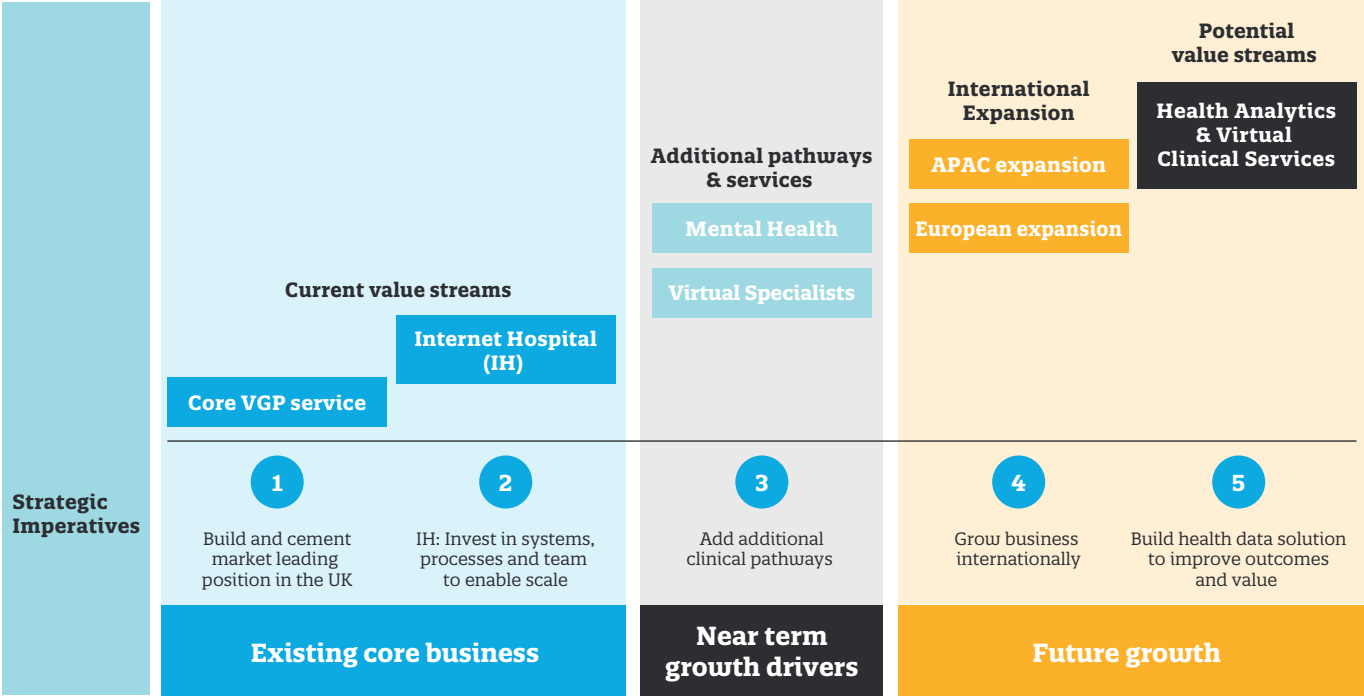 Potential
value streams
Health Analytics
& Virtual
Clinical Services
International
Expansion
APAC expansion
European expansion
Additional pathways
& services
Mental Health
Virtual Specialists
Current value streams
Internet Hospital
(IH)
Core VGP service
Strategic
Imperatives
1
Build and cement
market leading
position in the UK
2
IH: Invest in systems,
processes and team
to enable scale
3
Add additional
clinical pathways
4
Grow business
internationally
5
Build health data solution
to improve outcomes
and value
Existing core business
Near term
growth drivers
Future growth